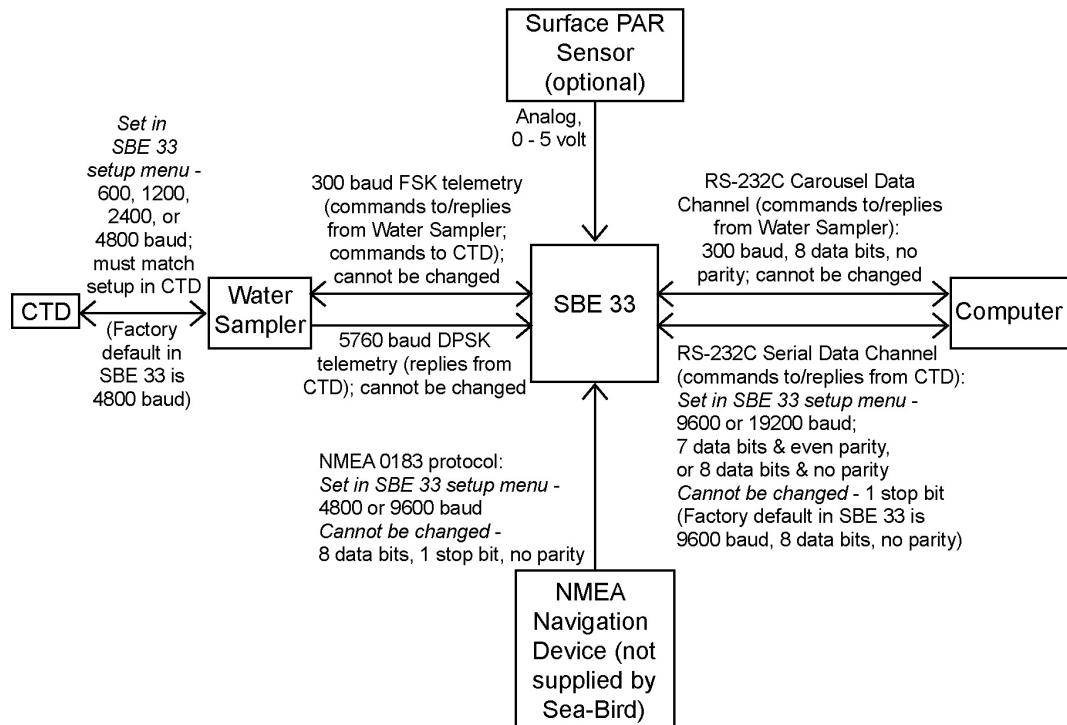 Surface PAR
Sensor
(optional)
Analog,
0 - 5 volt
Set in
SBE 33
setup menu -
600, 1200,
2400, or
4800 baud;
must match
setup in CTD
300 baud FSK telemetry
(commands to/replies
from Water Sampler;
commands to CTD);
cannot be changed
RS-232C Carousel Data
Channel (commands to/replies
from Water Sampler):
300 baud, 8 data bits, no
parity; cannot be changed
CTD
Water
Sampler
SBE 33
Computer
(Factory
default in
SBE 33 is
4800 baud)
5760 baud DPSK
telemetry (replies from
CTD); cannot be changed
RS-232C Serial Data Channel
(commands to/replies from CTD):
Set in SBE 33 setup menu -
9600 or 19200 baud;
7 data bits & even parity,
or 8 data bits & no parity
Cannot be changed - 1 stop bit
(Factory default in SBE 33 is
9600 baud, 8 data bits, no parity)
NMEA 0183 protocol:
Set in SBE 33 setup menu -
4800 or 9600 baud
Cannot be changed -
8 data bits, 1 stop bit, no parity
NMEA
Navigation
Device (not
supplied by
Sea-Bird)